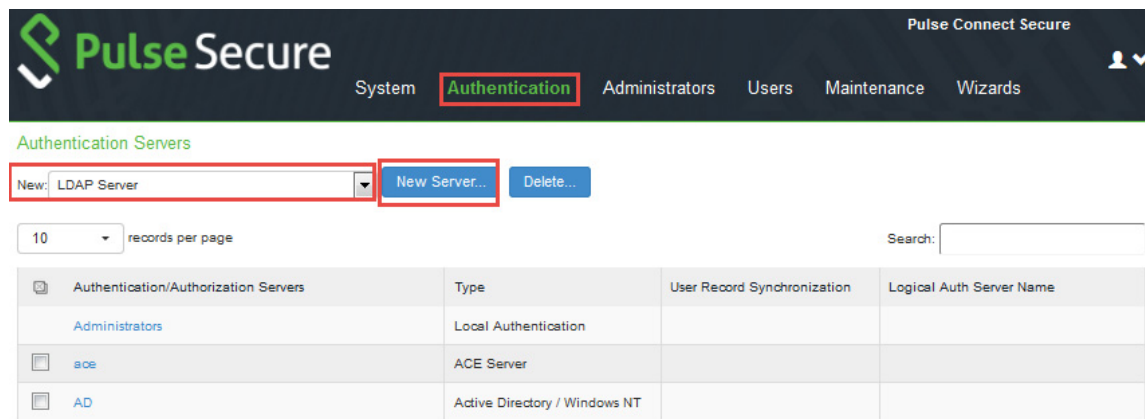 Pulse Connect Secure
Pulse Secure
System Authentication Administrators Users Maintenance Wizards
Authentication Servers
New: LDAP Server New Server... Delete...
10 records per page Search:
Authentication/Authorization Servers Type User Record Synchronization Logical Auth Server Name
Administrators Local Authentication
ace ACE Server
AD Active Directory / Windows NT